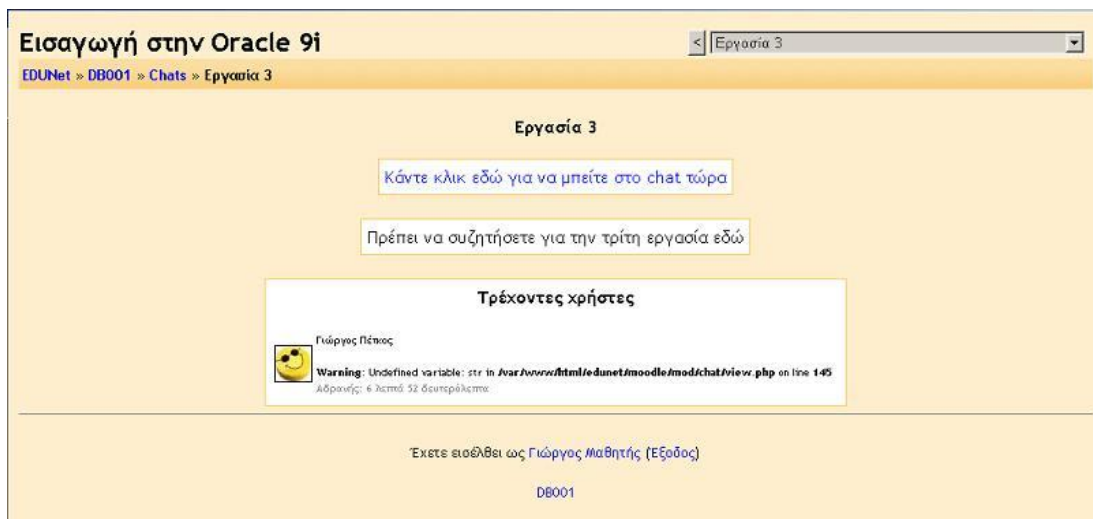 Εισαγωγή στην Oracle 9i
< Εργασία 3
EDUNet » DB001 » Chats » Εργασία 3
Εργασία 3
Κάντε κλικ εδώ για να μπείτε στο chat τώρα
Πρέπει να συζητήσετε για την τρίτη εργασία εδώ
Τρέχοντες χρήστες
Γιώργος Πέτκος
Warning: Undefined variable: str in /var/www/html/edunet/moodle/mod/chat/view.php on line 145
Αδρανής: 6 λεπτά 52 δευτερόλεπτα
Έχετε εισέλθει ως Γιώργος Μαθητής (Έξοδος)
DB001